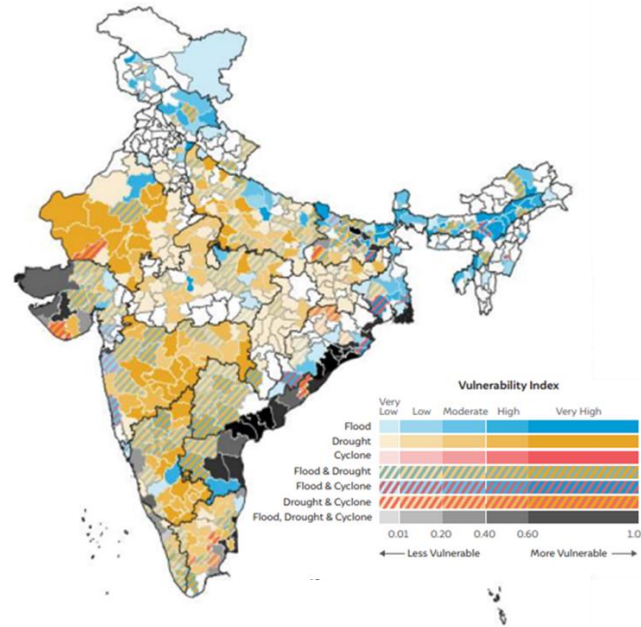 Vulnerability Index
Very Low Low Moderate High Very High
Flood
Drought
Cyclone
Flood & Drought
Flood & Cyclone
Drought & Cyclone
Flood, Drought & Cyclone
0.01 0.20 0.40 0.60 1.0
Less Vulnerable More Vulnerable